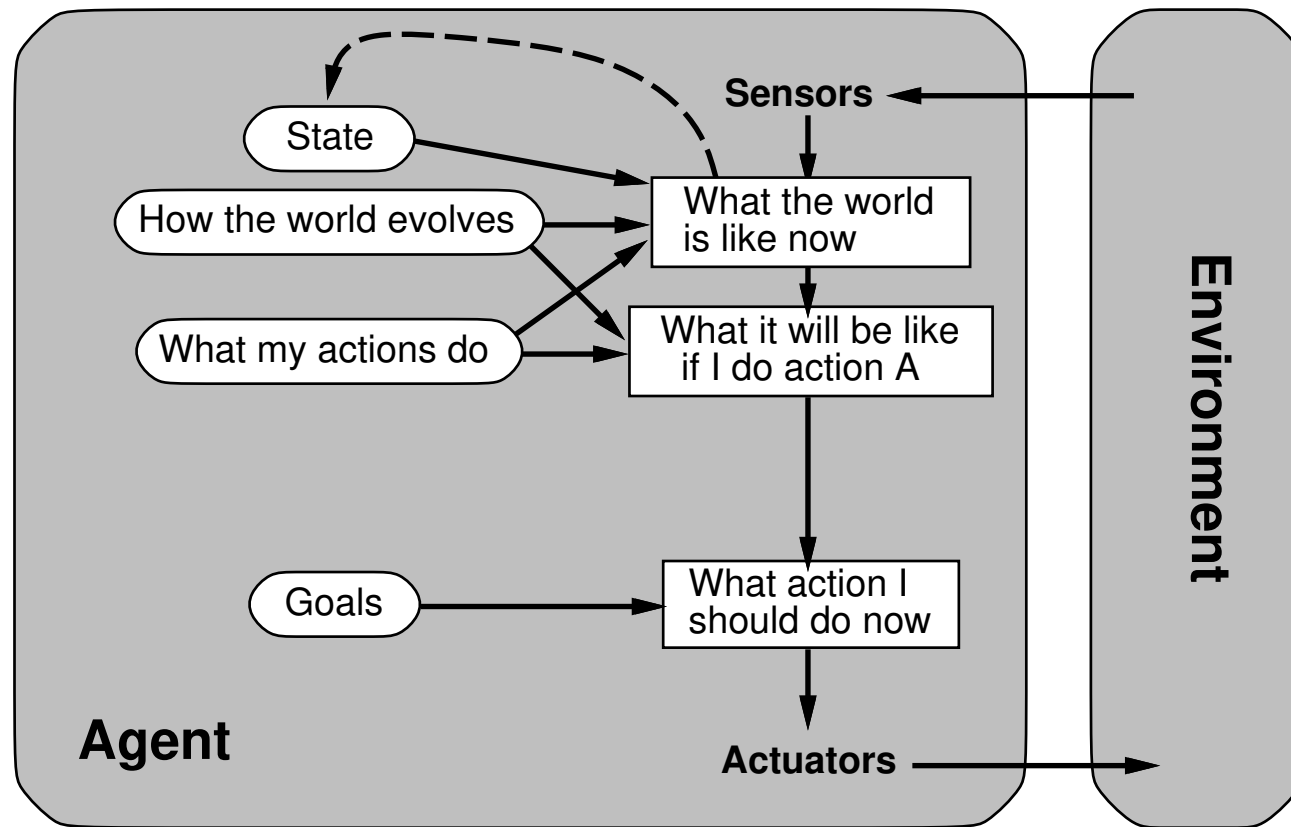 Sensors
State
What the world
is like now
How the world evolves
What it will be like
if I do action A
What my actions do
Environment
What action I
should do now
Goals
Agent
Actuators